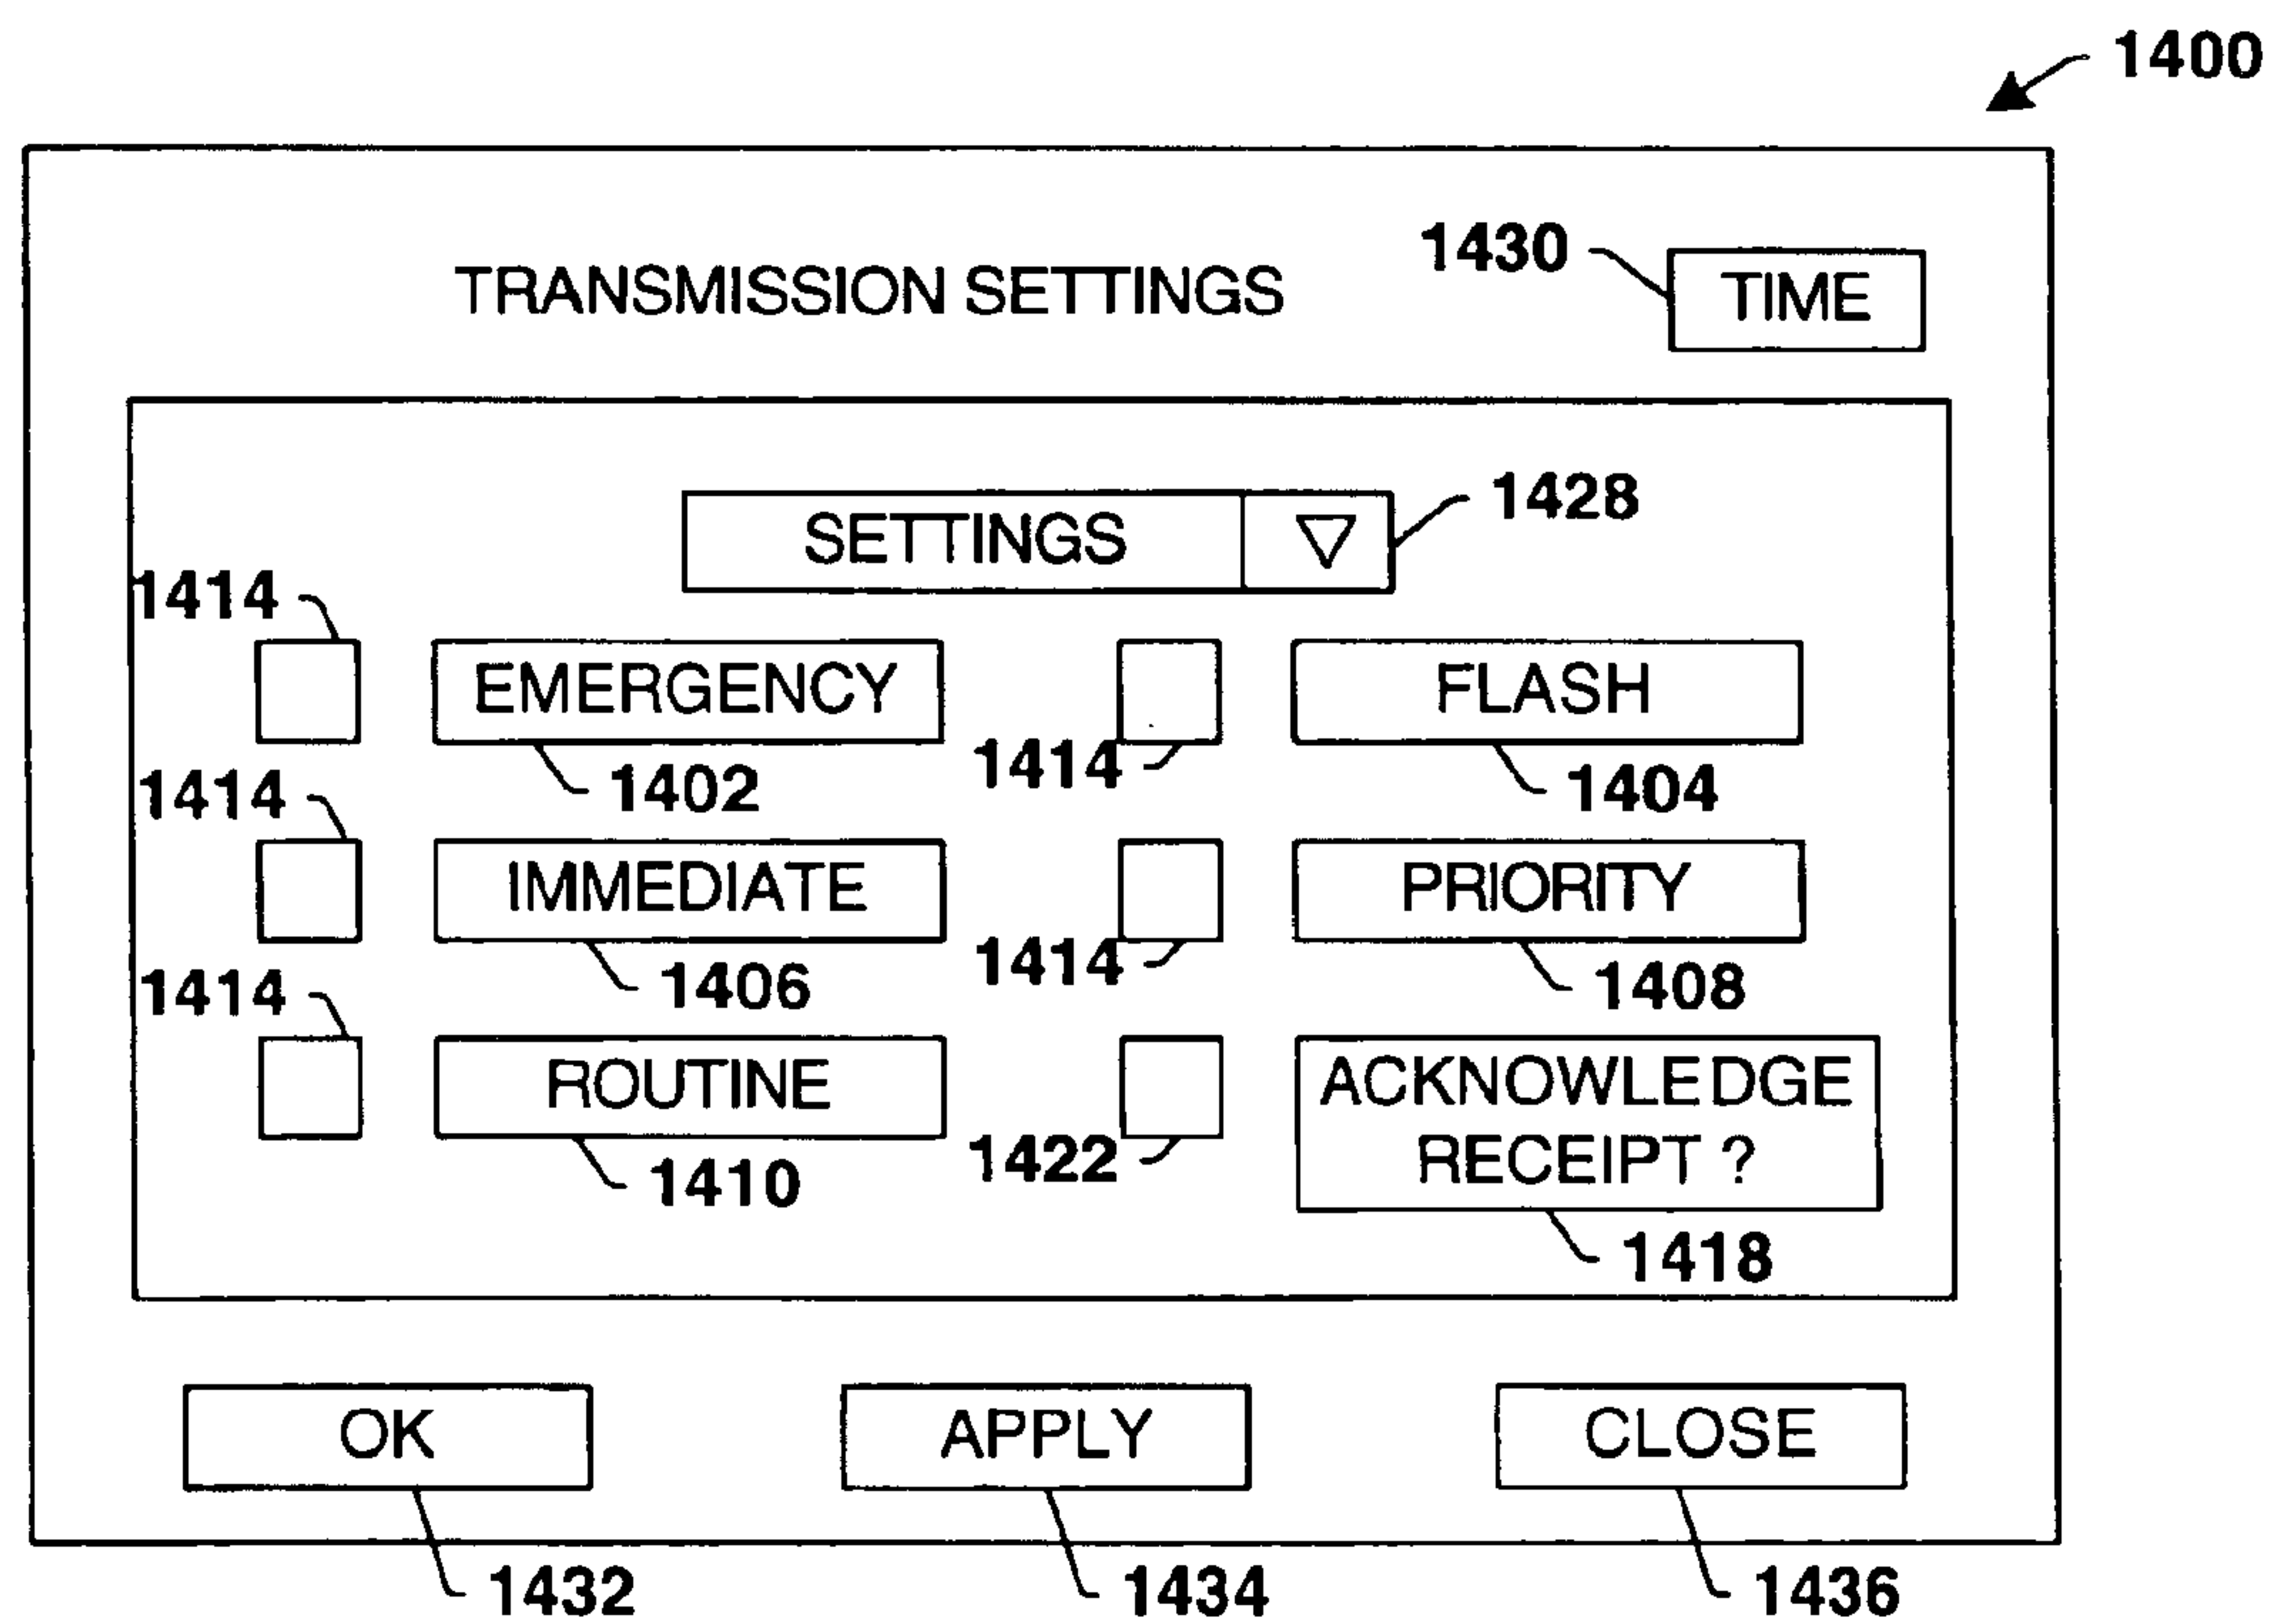 1400
1430
TRANSMISSION SETTINGS
TIME
SETTINGS
1428
1414
EMERGENCY
FLASH
1414
1402
1404
1414
IMMEDIATE
PRIORITY
1414
1406
1408
1414
ROUTINE
ACKNOWLEDGE
RECEIPT ?
1422
1410
1418
OK
APPLY
CLOSE
1432
1434
1436